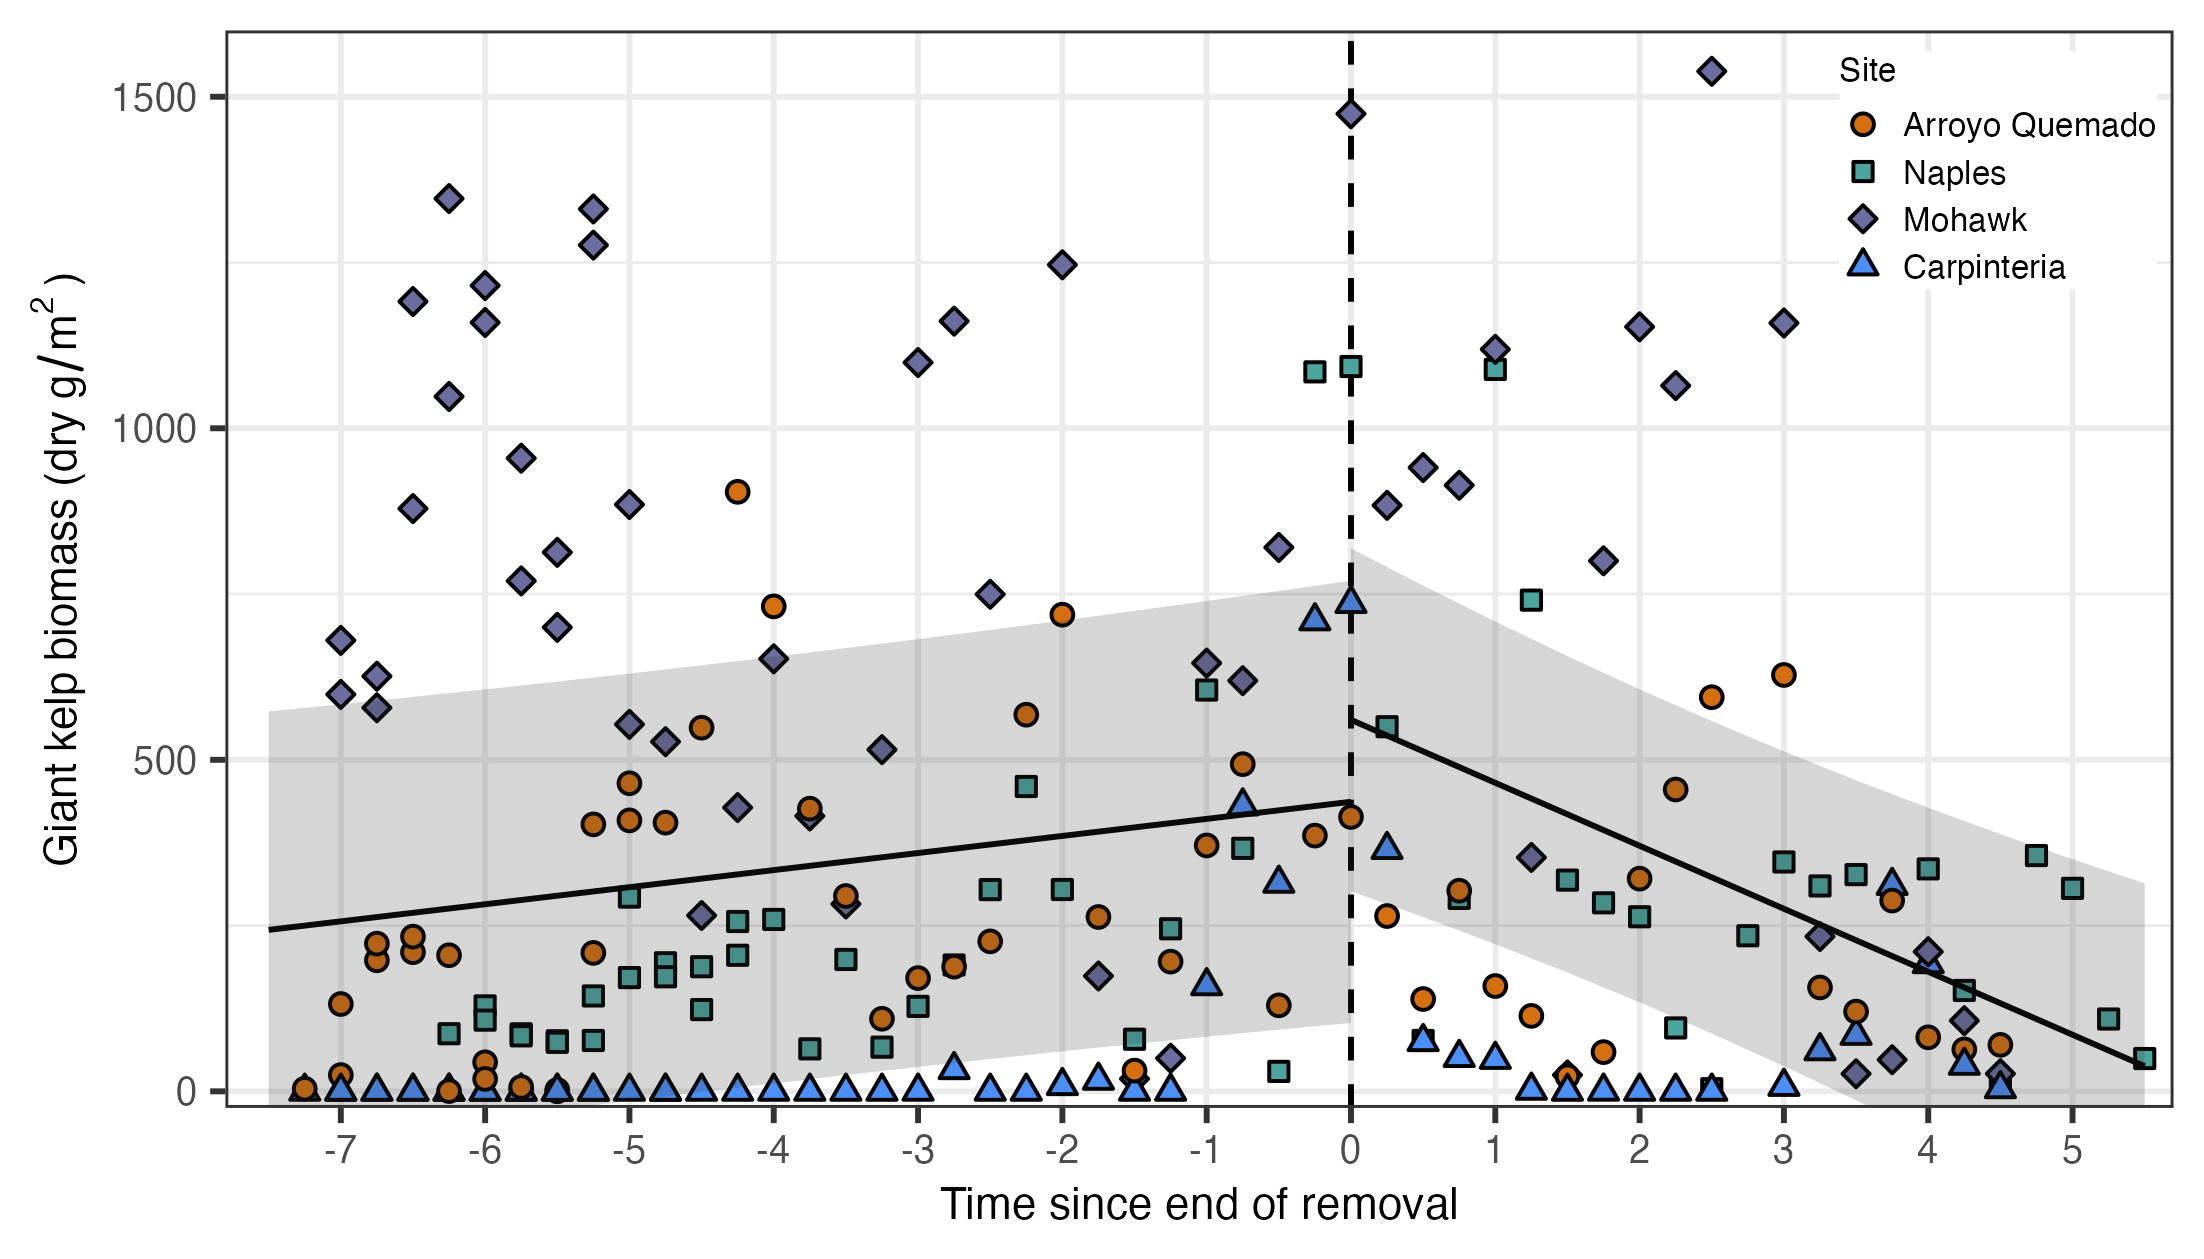 Site
Arroyo Quemado
Naples
Mohawk
Carpinteria
1500
1000
500
0
Giant kelp biomass (dry g/m²)
-7 -6 -5 -4 -3 -2 -1 0 1 2 3 4 5
Time since end of removal